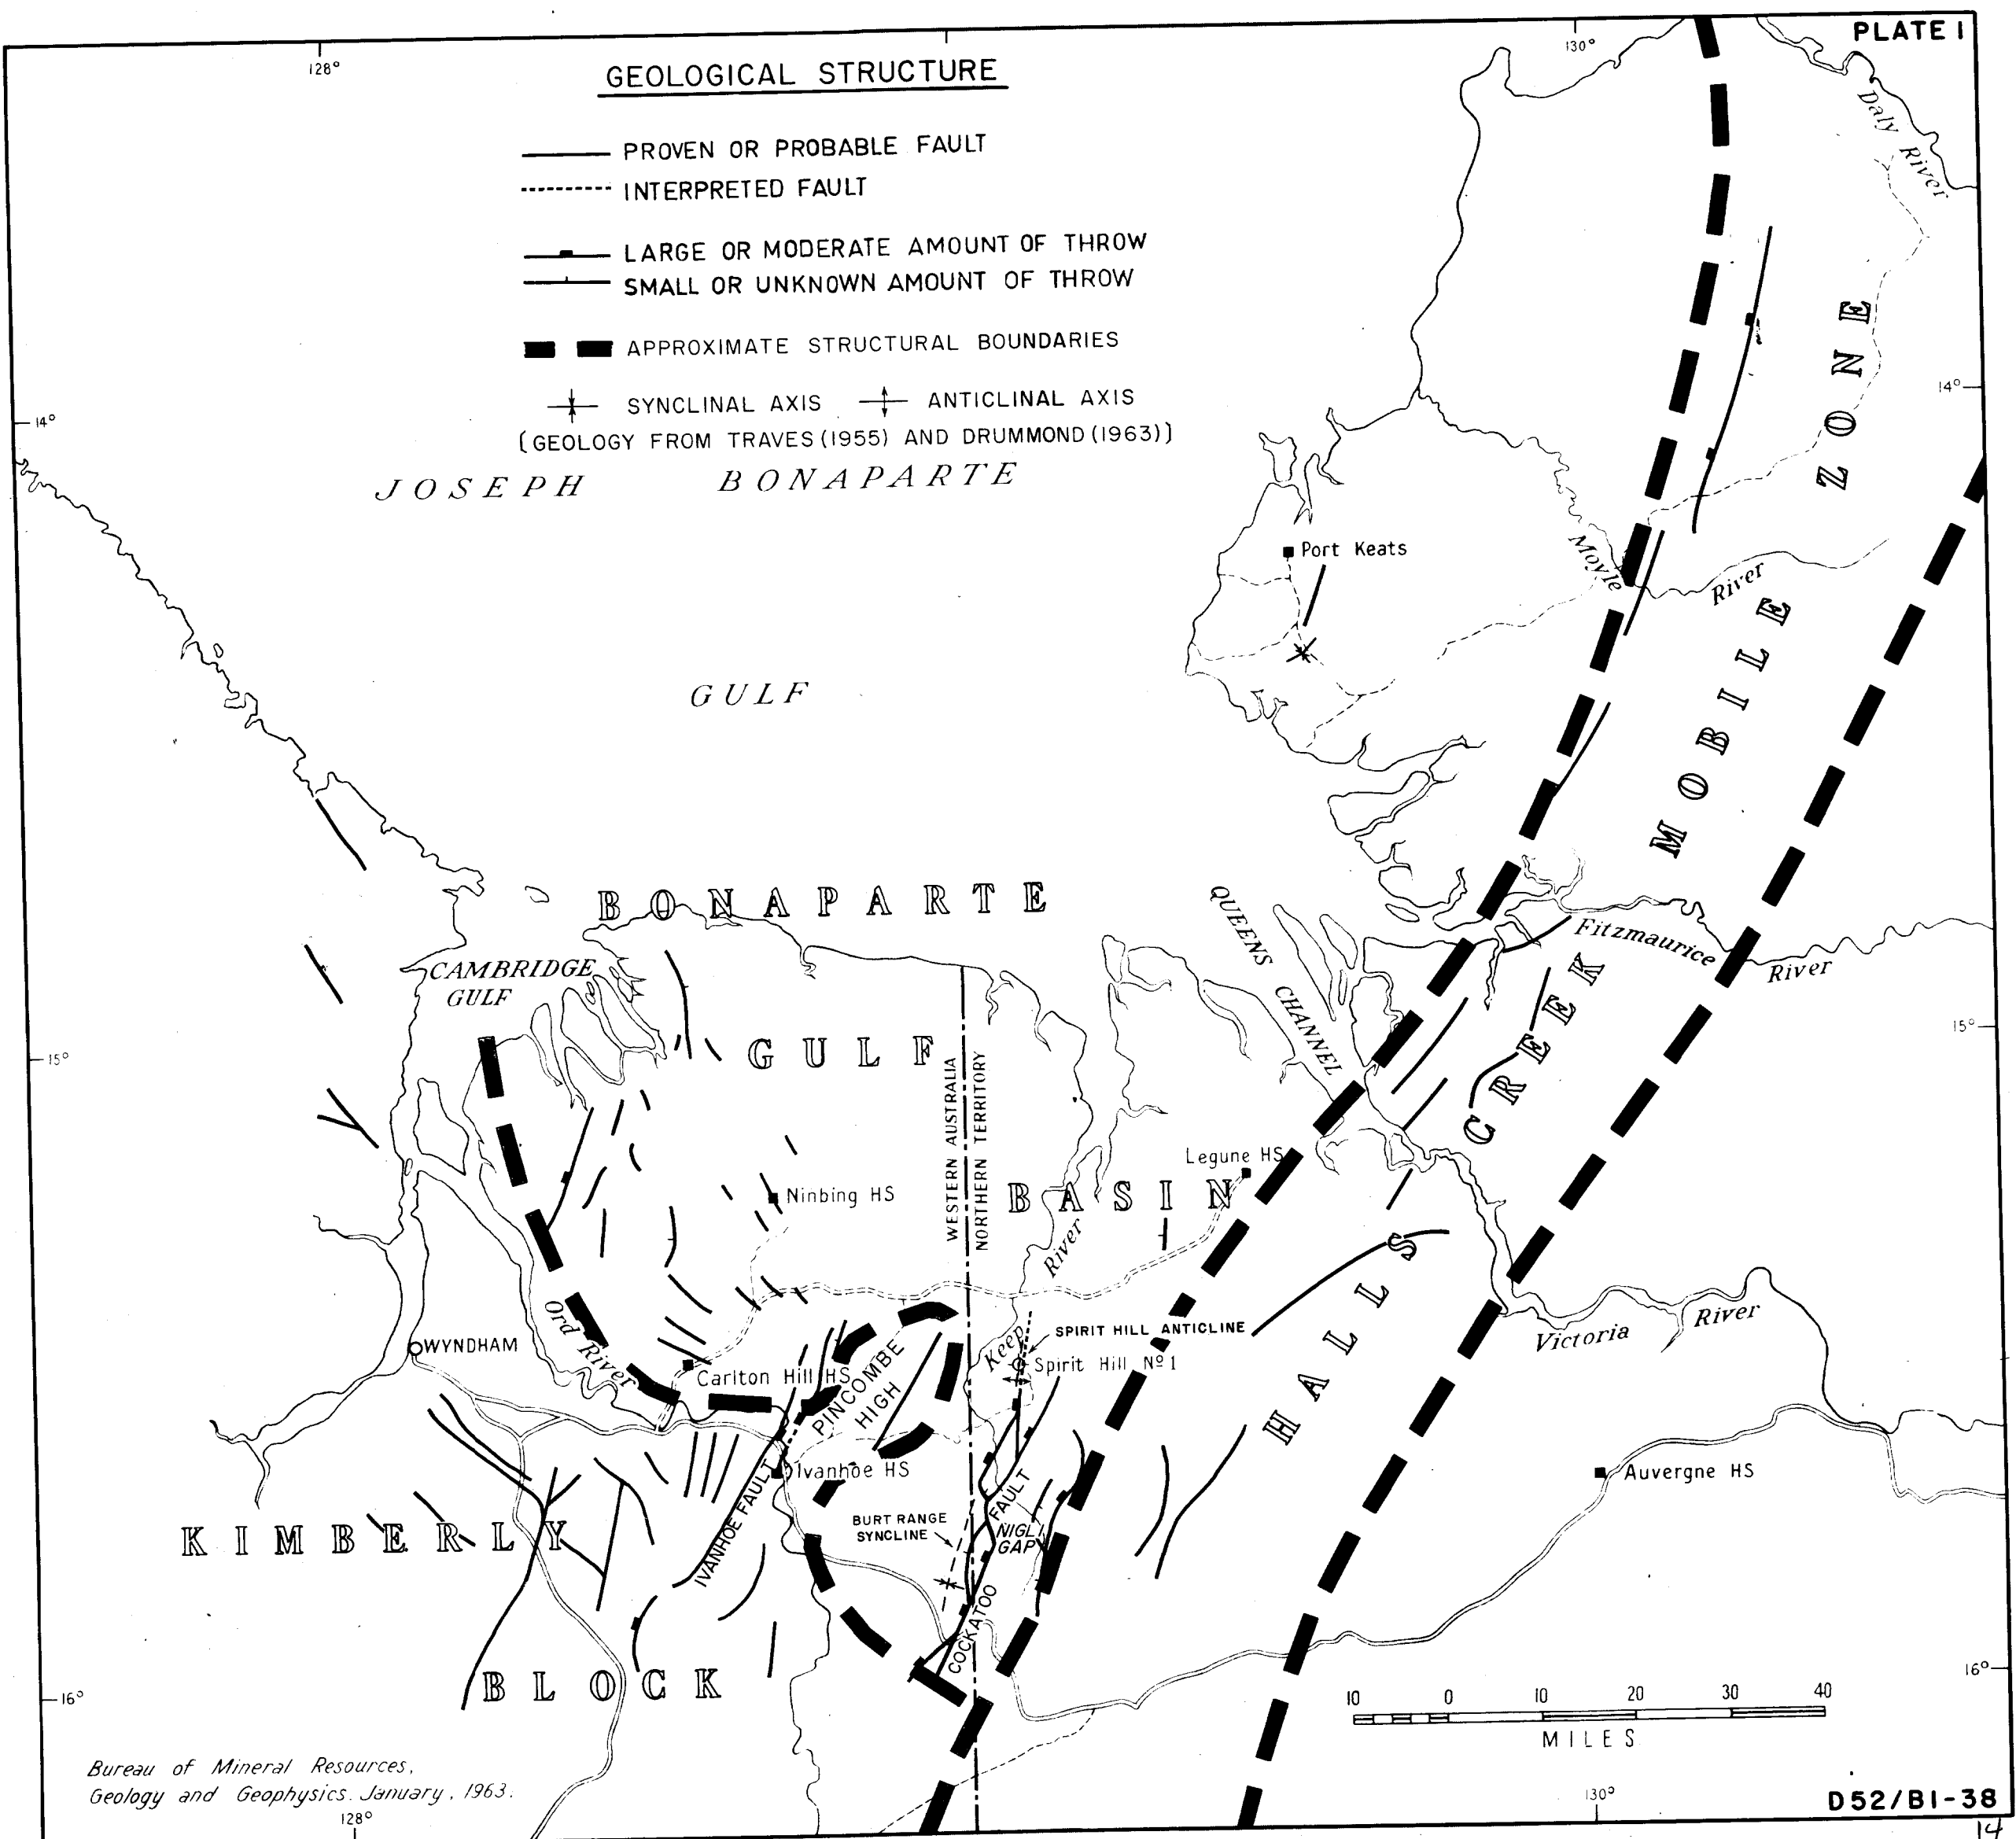 PLATE 1
128°
130°
GEOLOGICAL STRUCTURE
PROVEN OR PROBABLE FAULT
INTERPRETED FAULT
LARGE OR MODERATE AMOUNT OF THROW
SMALL OR UNKNOWN AMOUNT OF THROW
APPROXIMATE STRUCTURAL BOUNDARIES
SYNCLINAL AXIS ANTICLINAL AXIS
[GEOLOGY FROM TRAVES (1955) AND DRUMMOND (1963)]
Daly River
14°
14°
JOSEPH BONAPARTE
GULF
Port Keats
Moyle River
HALLS CREEK MOBILE ZONE
BONAPARTE
GULF
BASIN
CAMBRIDGE
GULF
QUEENS CHANNEL
Fitzmaurice River
15°
15°
WESTERN AUSTRALIA
NORTHERN TERRITORY
Ninbing HS
Legune HS
Keep River
Ord River
WYNDHAM
Carlton Hill HS
PINCOMBE
HIGH
SPIRIT HILL ANTICLINE
Spirit Hill Nº 1
Victoria River
IVANHOE FAULT
Ivanhoe HS
Auvergne HS
BURT RANGE
SYNCLINE
NIGLI
GAP
COCKATOO FAULT
KIMBERLY
BLOCK
16°
16°
10 0 10 20 30 40
MILES
Bureau of Mineral Resources,
Geology and Geophysics. January, 1963.
128°
130°
D52/B1-38
14